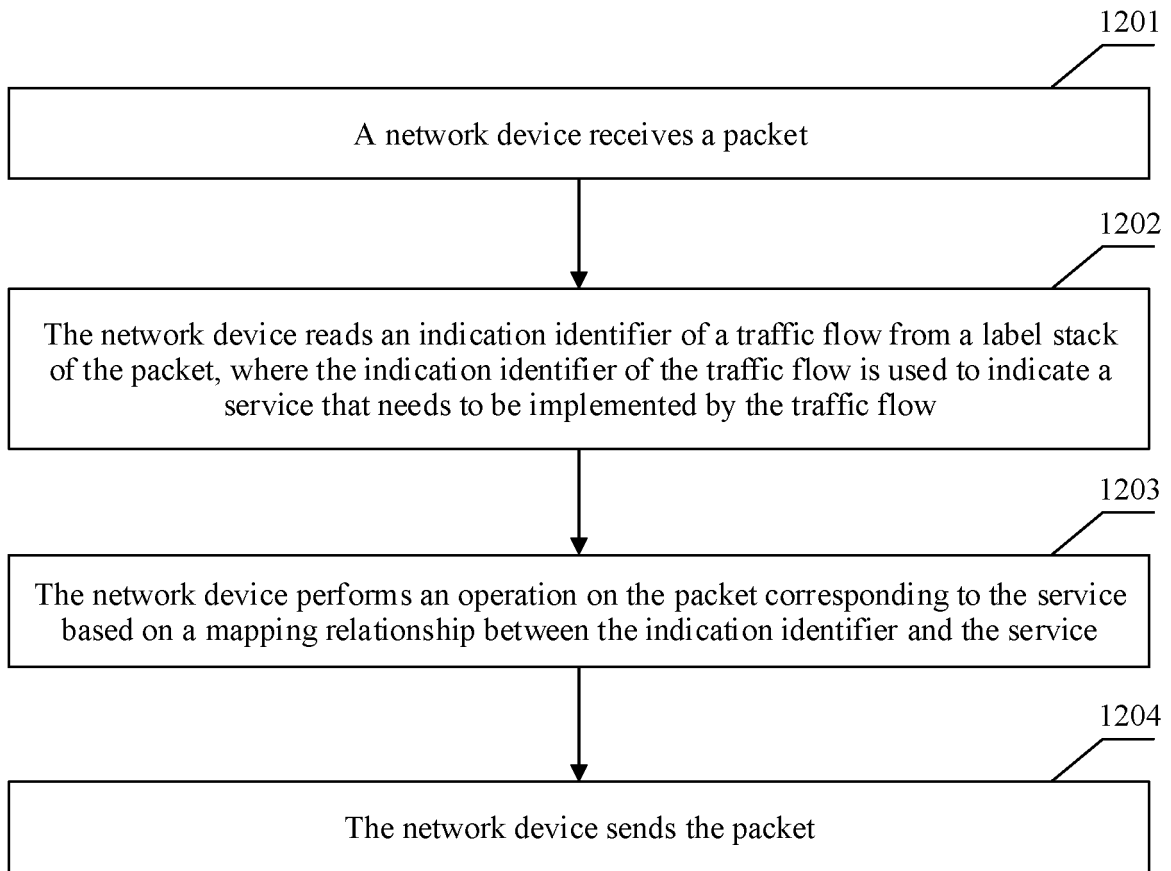 1201
A network device receives a packet
1202
The network device reads an indication identifier of a traffic flow from a label stack
of the packet, where the indication identifier of the traffic flow is used to indicate a
service that needs to be implemented by the traffic flow
1203
The network device performs an operation on the packet corresponding to the service
based on a mapping relationship between the indication identifier and the service
1204
The network device sends the packet